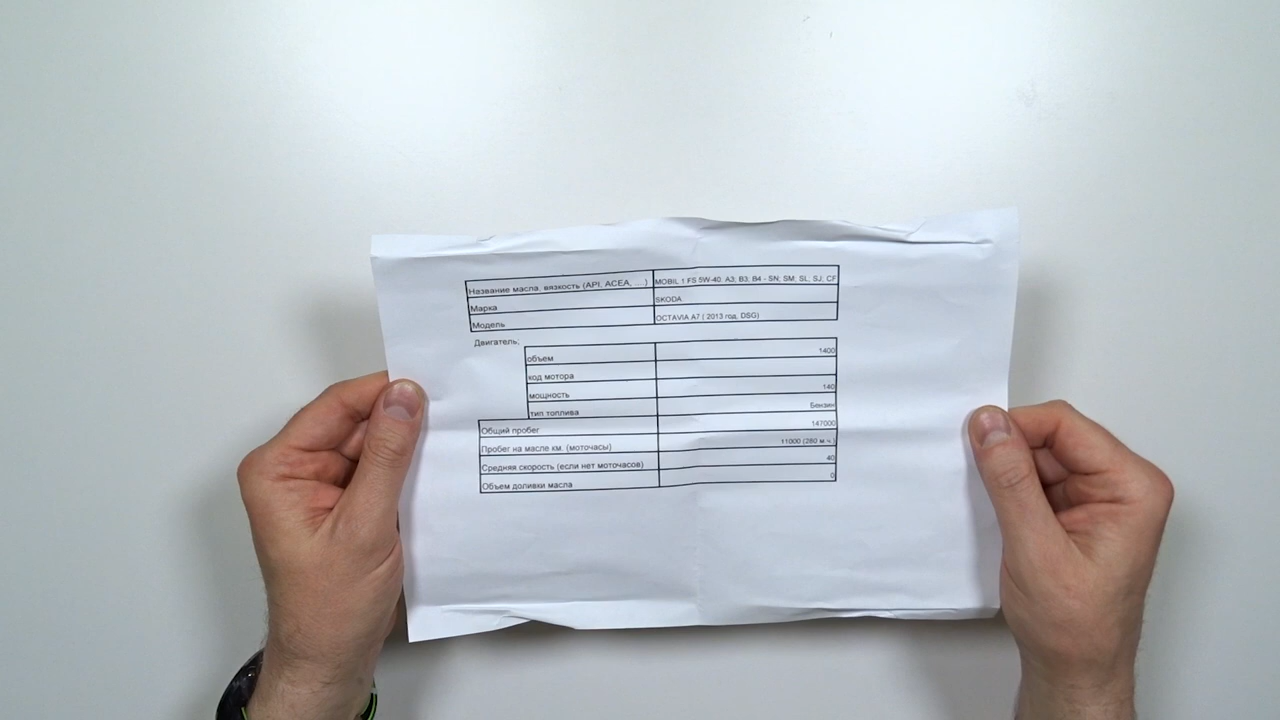 Название масла, вязкость (API, ACEA, ....) MOBIL 1 FS 5W-40 A3; B3; B4 - SN; SM; SL; SJ; CF
Марка SKODA
Модель OCTAVIA A7 ( 2013 год, DSG)
Двигатель,
объем 1400
код мотора
мощность 140
тип топлива Бензин
Общий пробег 147000
Пробег на масле км. (моточасы) 11000 (280 м.ч.)
Средняя скорость (если нет моточасов) 40
Объем доливки масла 0